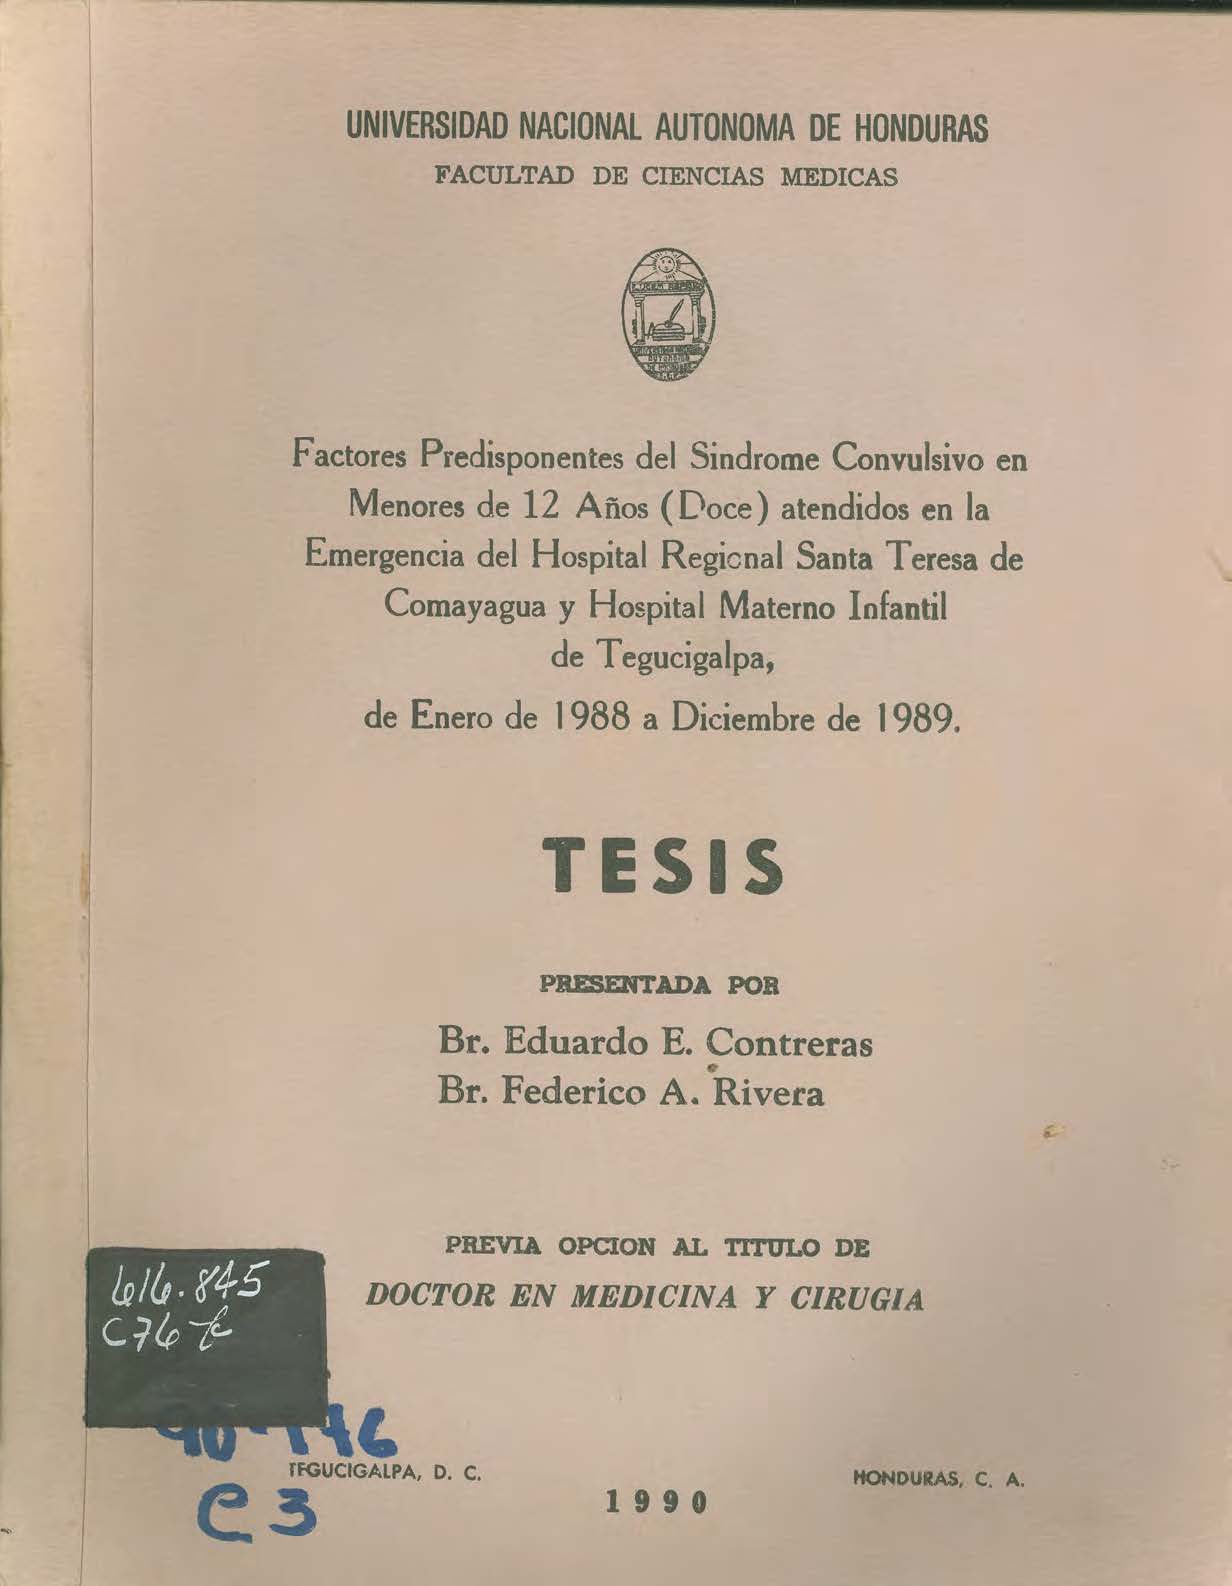 UNIVERSIDAD NACIONAL AUTONOMA DE HONDURAS
FACULTAD DE CIENCIAS MEDICAS
Factores Predisponentes del Sindrome Convulsivo en
Menores de 12 Años (Doce) atendidos en la
Emergencia del Hospital Regional Santa Teresa de
Comayagua y Hospital Materno Infantil
de Tegucigalpa,
de Enero de 1988 a Diciembre de 1989.
TESIS
PRESENTADA POR
Br. Eduardo E. Contreras
Br. Federico A. Rivera
PREVIA OPCION AL TITULO DE
DOCTOR EN MEDICINA Y CIRUGIA
616.845
C76
TEGUCIGALPA, D. C.
HONDURAS, C. A.
1990
C3